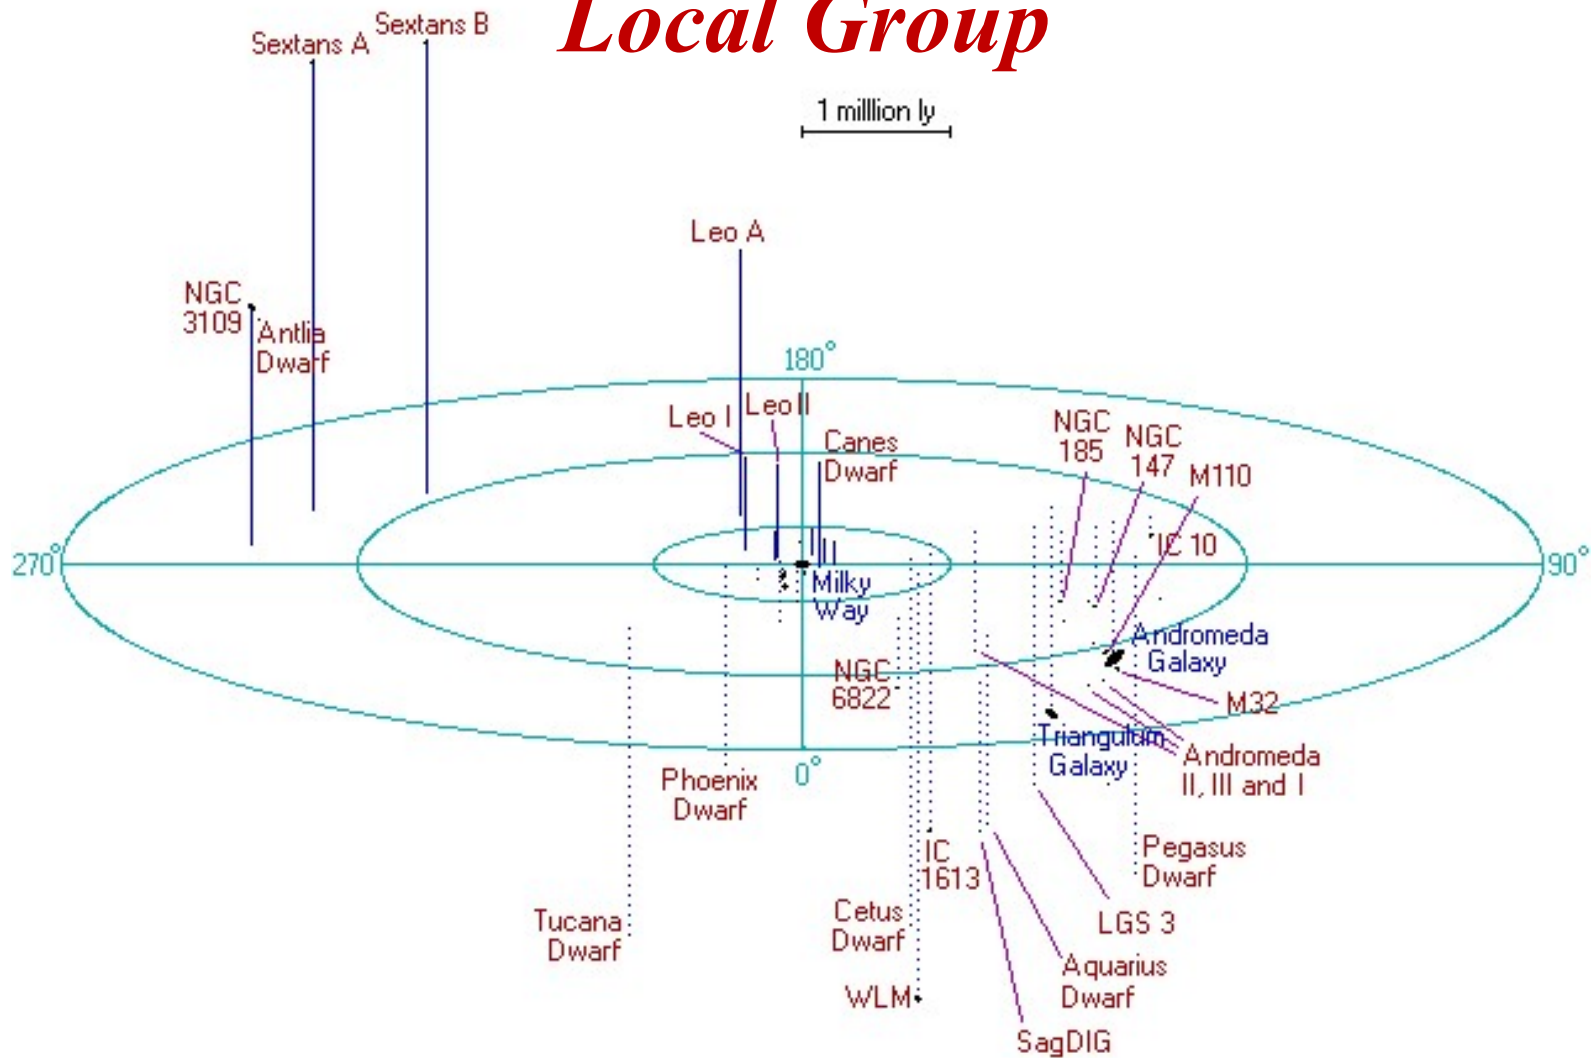 Local Group
Sextans A
Sextans B
1 milllion ly
Leo A
NGC
3109
Antlia
Dwarf
180°
Leo I
Leo II
Canes
Dwarf
NGC
185
NGC
147
M110
IC 10
270°
90°
Milky
Way
Andromeda
Galaxy
NGC
6822
M32
Triangulum
Galaxy
Andromeda
II, III and I
0°
Phoenix
Dwarf
IC
1613
Pegasus
Dwarf
Tucana
Dwarf
Cetus
Dwarf
LGS 3
Aquarius
Dwarf
WLM
SagDIG